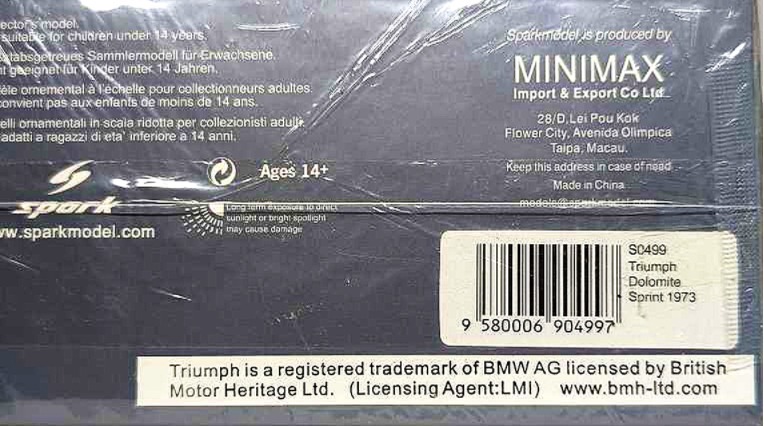 ector's model.
suitable for children under 14 years.
stabsgetreues Sammlermodell für Erwachsene.
ht geeignet für Kinder unter 14 Jahren.
èle ornemental à l'échelle pour collectionneurs adultes.
convient pas aux enfants de moins de 14 ans.
elli ornamentali in scala ridotta per collezionisti adulti.
adatti a ragazzi di eta' inferiore a 14 anni.
Sparkmodel is produced by
MINIMAX
Import & Export Co Ltd
28/D, Lei Pou Kok
Flower City, Avenida Olimpica
Taipa, Macau.
Keep this address in case of need
Made in China
models@sparkmodel.com
Ages 14+
spark
www.sparkmodel.com
Long term exposure to direct
sunlight or bright spotlight
may cause damage
S0499
Triumph
Dolomite
Sprint 1973
9 580006 904997
Triumph is a registered trademark of BMW AG licensed by British
Motor Heritage Ltd. (Licensing Agent:LMI) www.bmh-ltd.com